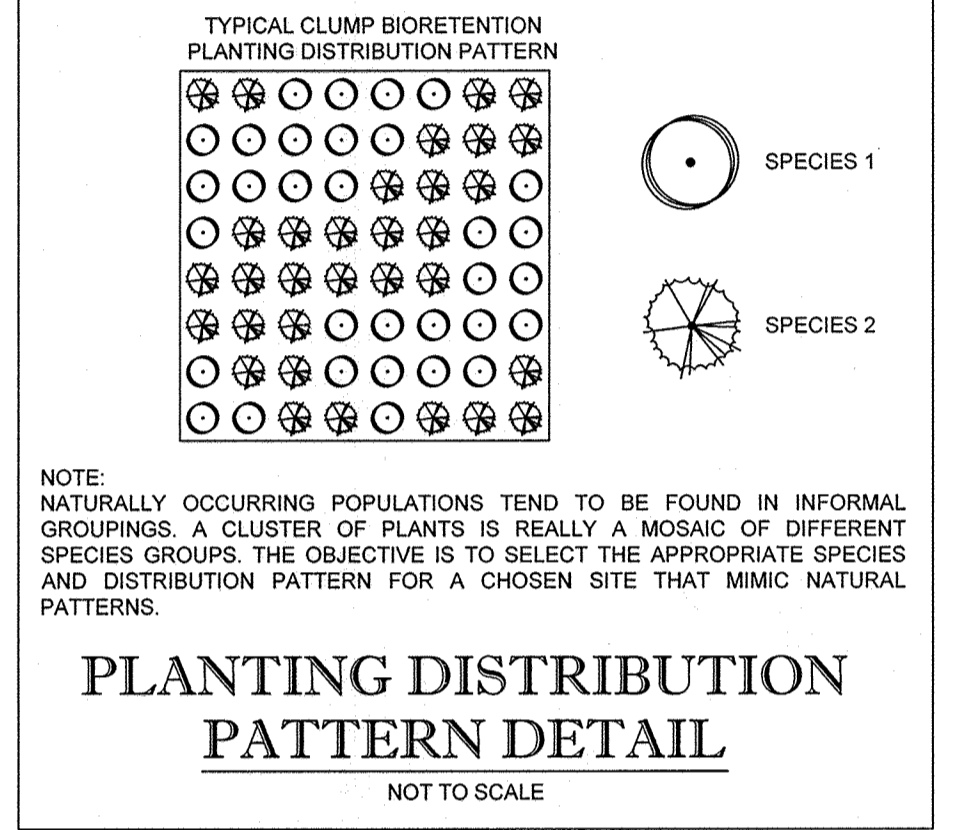 TYPICAL CLUMP BIORETENTION
PLANTING DISTRIBUTION PATTERN
SPECIES 1
SPECIES 2
NOTE:
NATURALLY OCCURRING POPULATIONS TEND TO BE FOUND IN INFORMAL
GROUPINGS. A CLUSTER OF PLANTS IS REALLY A MOSAIC OF DIFFERENT
SPECIES GROUPS. THE OBJECTIVE IS TO SELECT THE APPROPRIATE SPECIES
AND DISTRIBUTION PATTERN FOR A CHOSEN SITE THAT MIMIC NATURAL
PATTERNS.
PLANTING DISTRIBUTION
PATTERN DETAIL
NOT TO SCALE